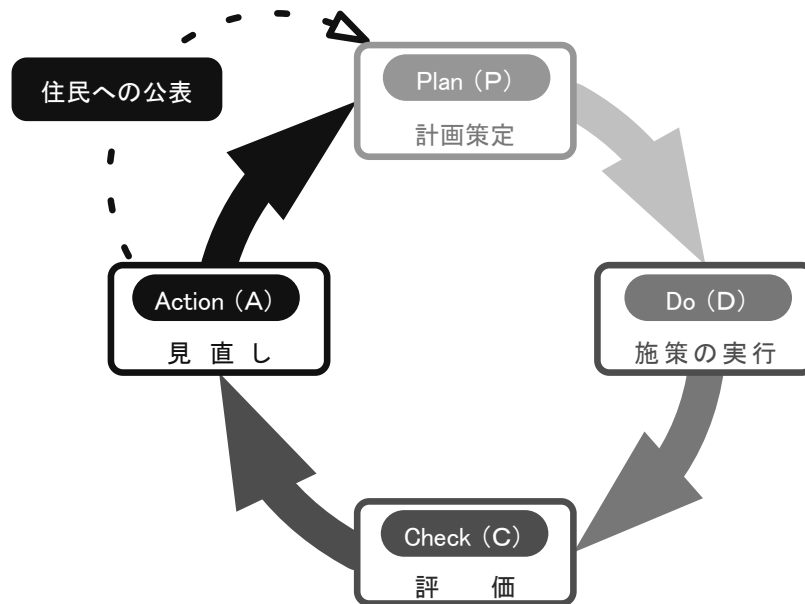 Plan（P）
計画策定
住民への公表
Action（A）
見直し
Do（D）
施策の実行
Check（C）
評価